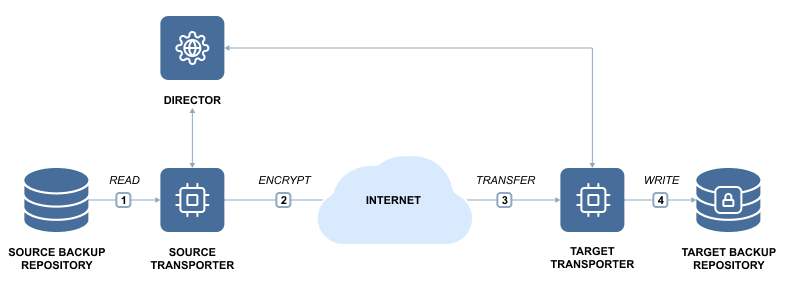 DIRECTOR
READ
1
ENCRYPT
2
INTERNET
TRANSFER
3
WRITE
4
SOURCE BACKUP
REPOSITORY
SOURCE
TRANSPORTER
TARGET
TRANSPORTER
TARGET BACKUP
REPOSITORY